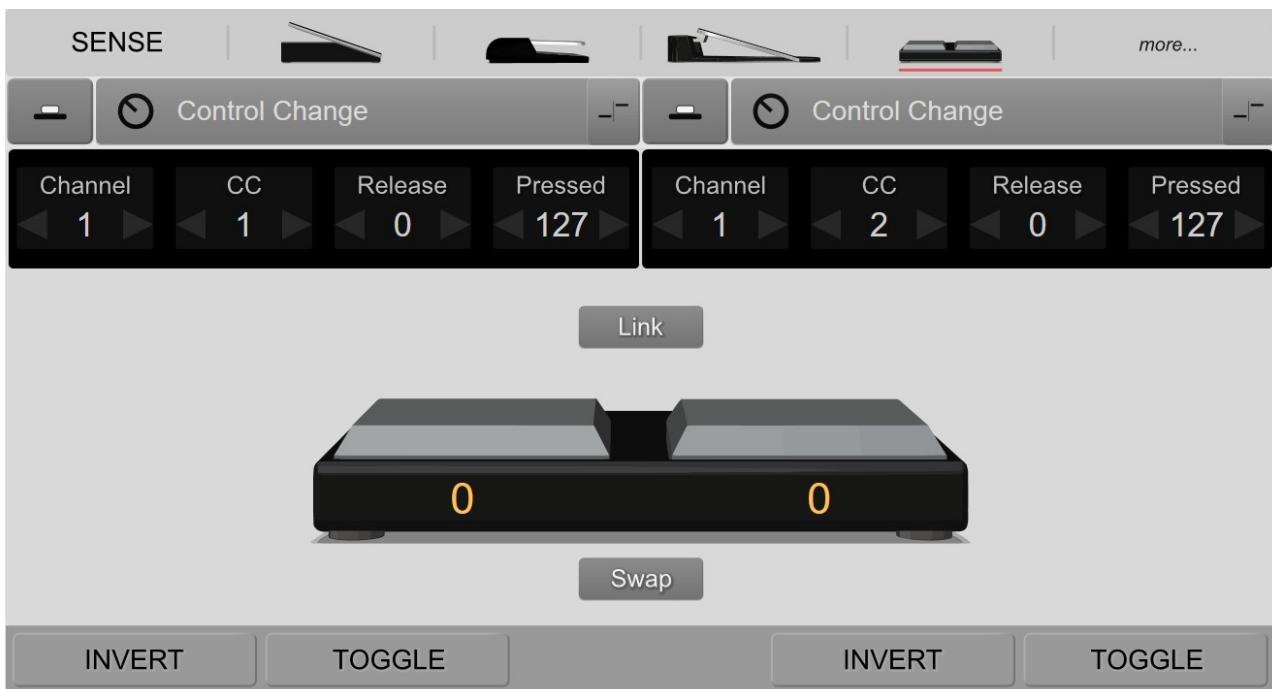 SENSE more...
Control Change Control Change
Channel CC Release Pressed Channel CC Release Pressed
1 1 0 127 1 2 0 127
Link
0 0
Swap
INVERT TOGGLE INVERT TOGGLE